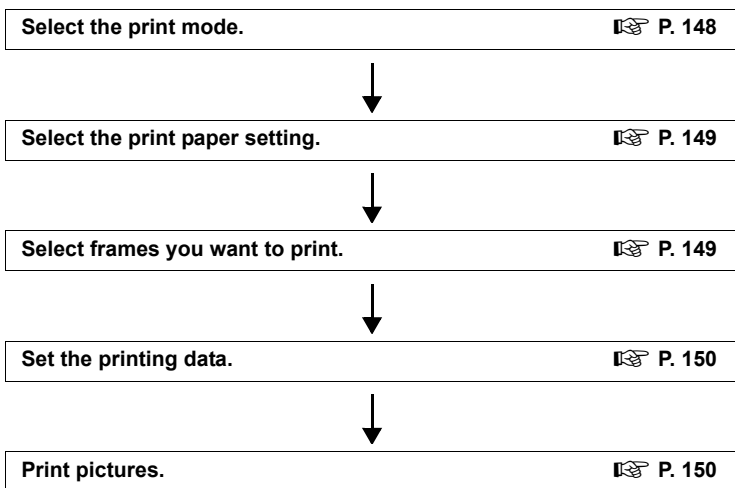 Select the print mode. ☞ P. 148
Select the print paper setting. ☞ P. 149
Select frames you want to print. ☞ P. 149
Set the printing data. ☞ P. 150
Print pictures. ☞ P. 150